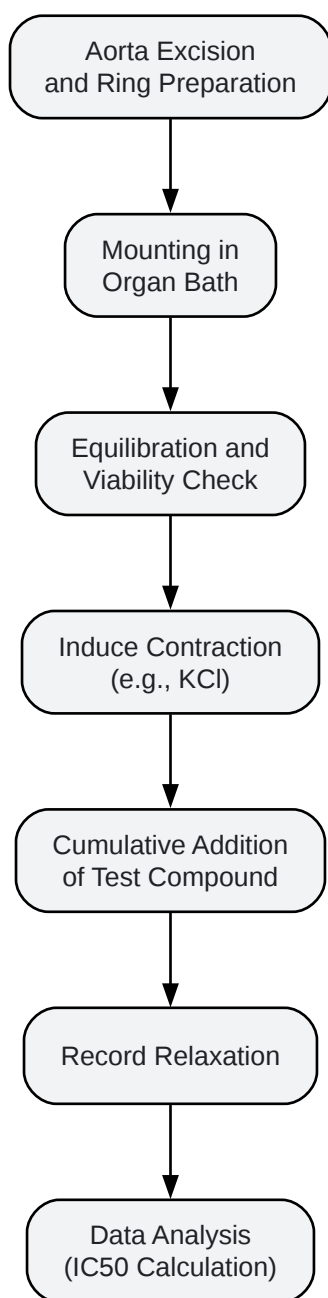 Aorta Excision
and Ring Preparation
Mounting in
Organ Bath
Equilibration and
Viability Check
Induce Contraction
(e.g., KCl)
Cumulative Addition
of Test Compound
Record Relaxation
Data Analysis
(IC50 Calculation)